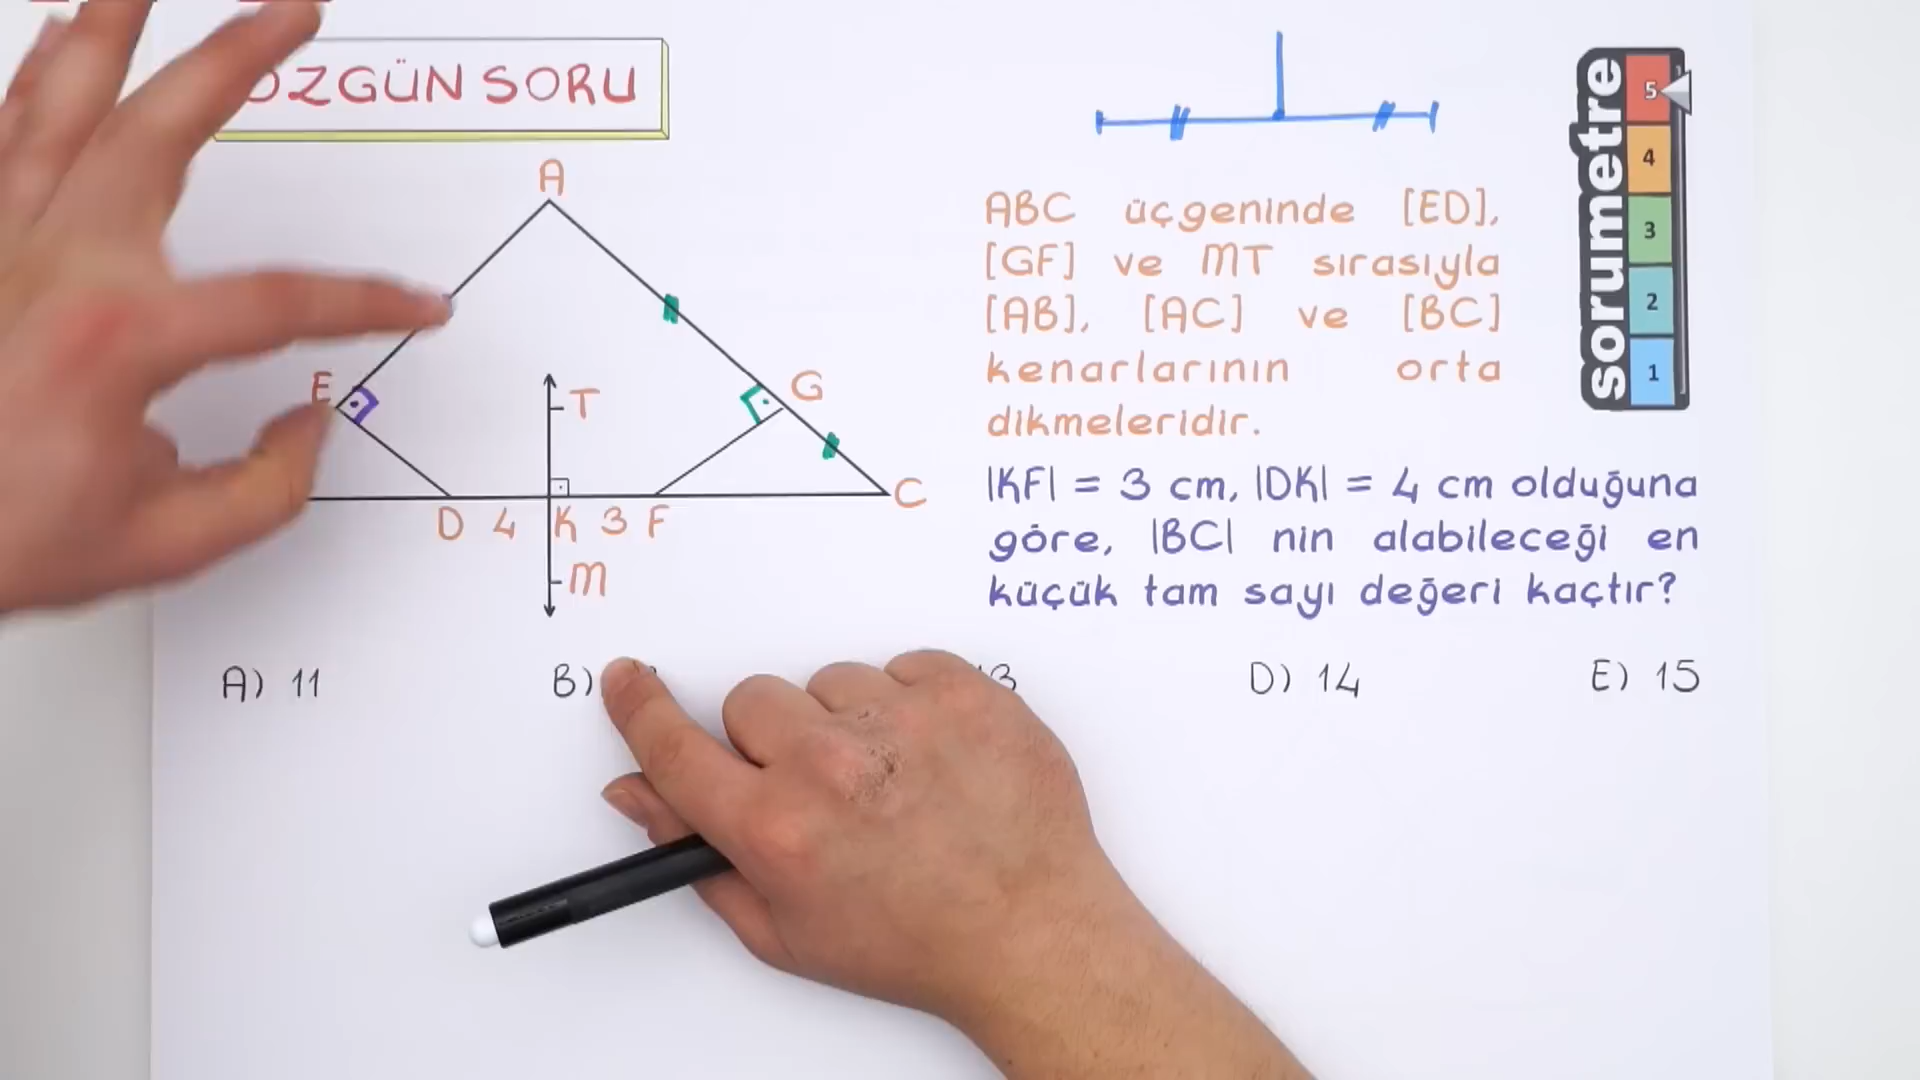 ÖZGÜN SORU
A
E
G
T
C
D 4 K 3 F
M
ABC üçgeninde [ED],
[GF] ve MT sırasıyla
[AB], [AC] ve [BC]
kenarlarının orta
dikmeleridir.
|KF| = 3 cm, |DK| = 4 cm olduğuna
göre, |BC| nin alabileceği en
küçük tam sayı değeri kaçtır?
A) 11
B)
D) 14
E) 15
sorumetre
5
4
3
2
1